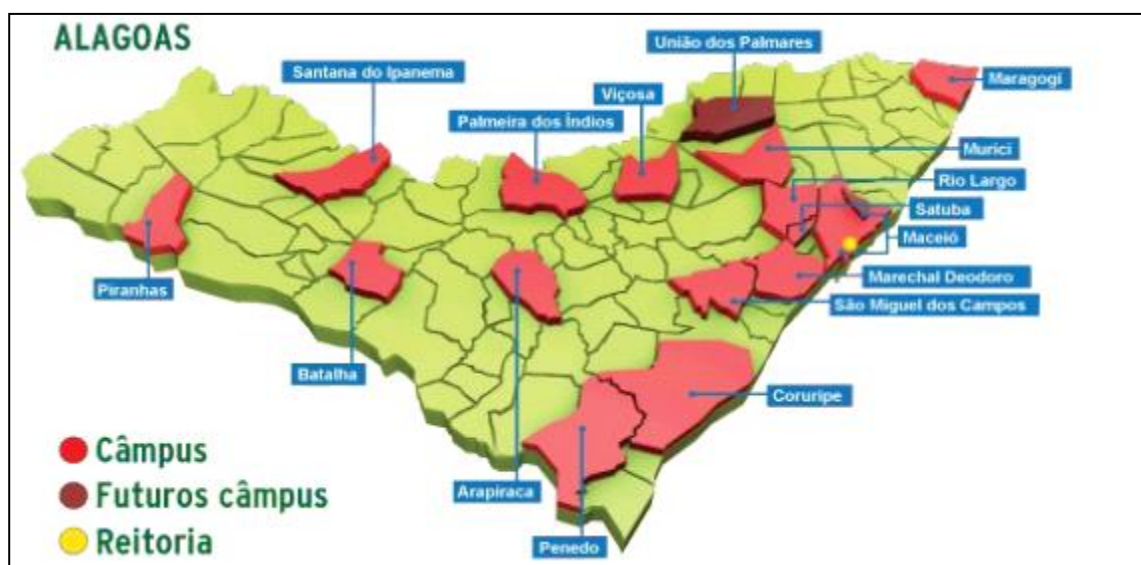 ALAGOAS
União dos Palmares
Santana do Ipanema
Maragogi
Viçosa
Palmeira dos Índios
Murici
Rio Largo
Satuba
Maceió
Marechal Deodoro
Piranhas
São Miguel dos Campos
Batalha
Coruripe
Câmpus
Futuros câmpus
Arapiraca
Reitoria
Penedo